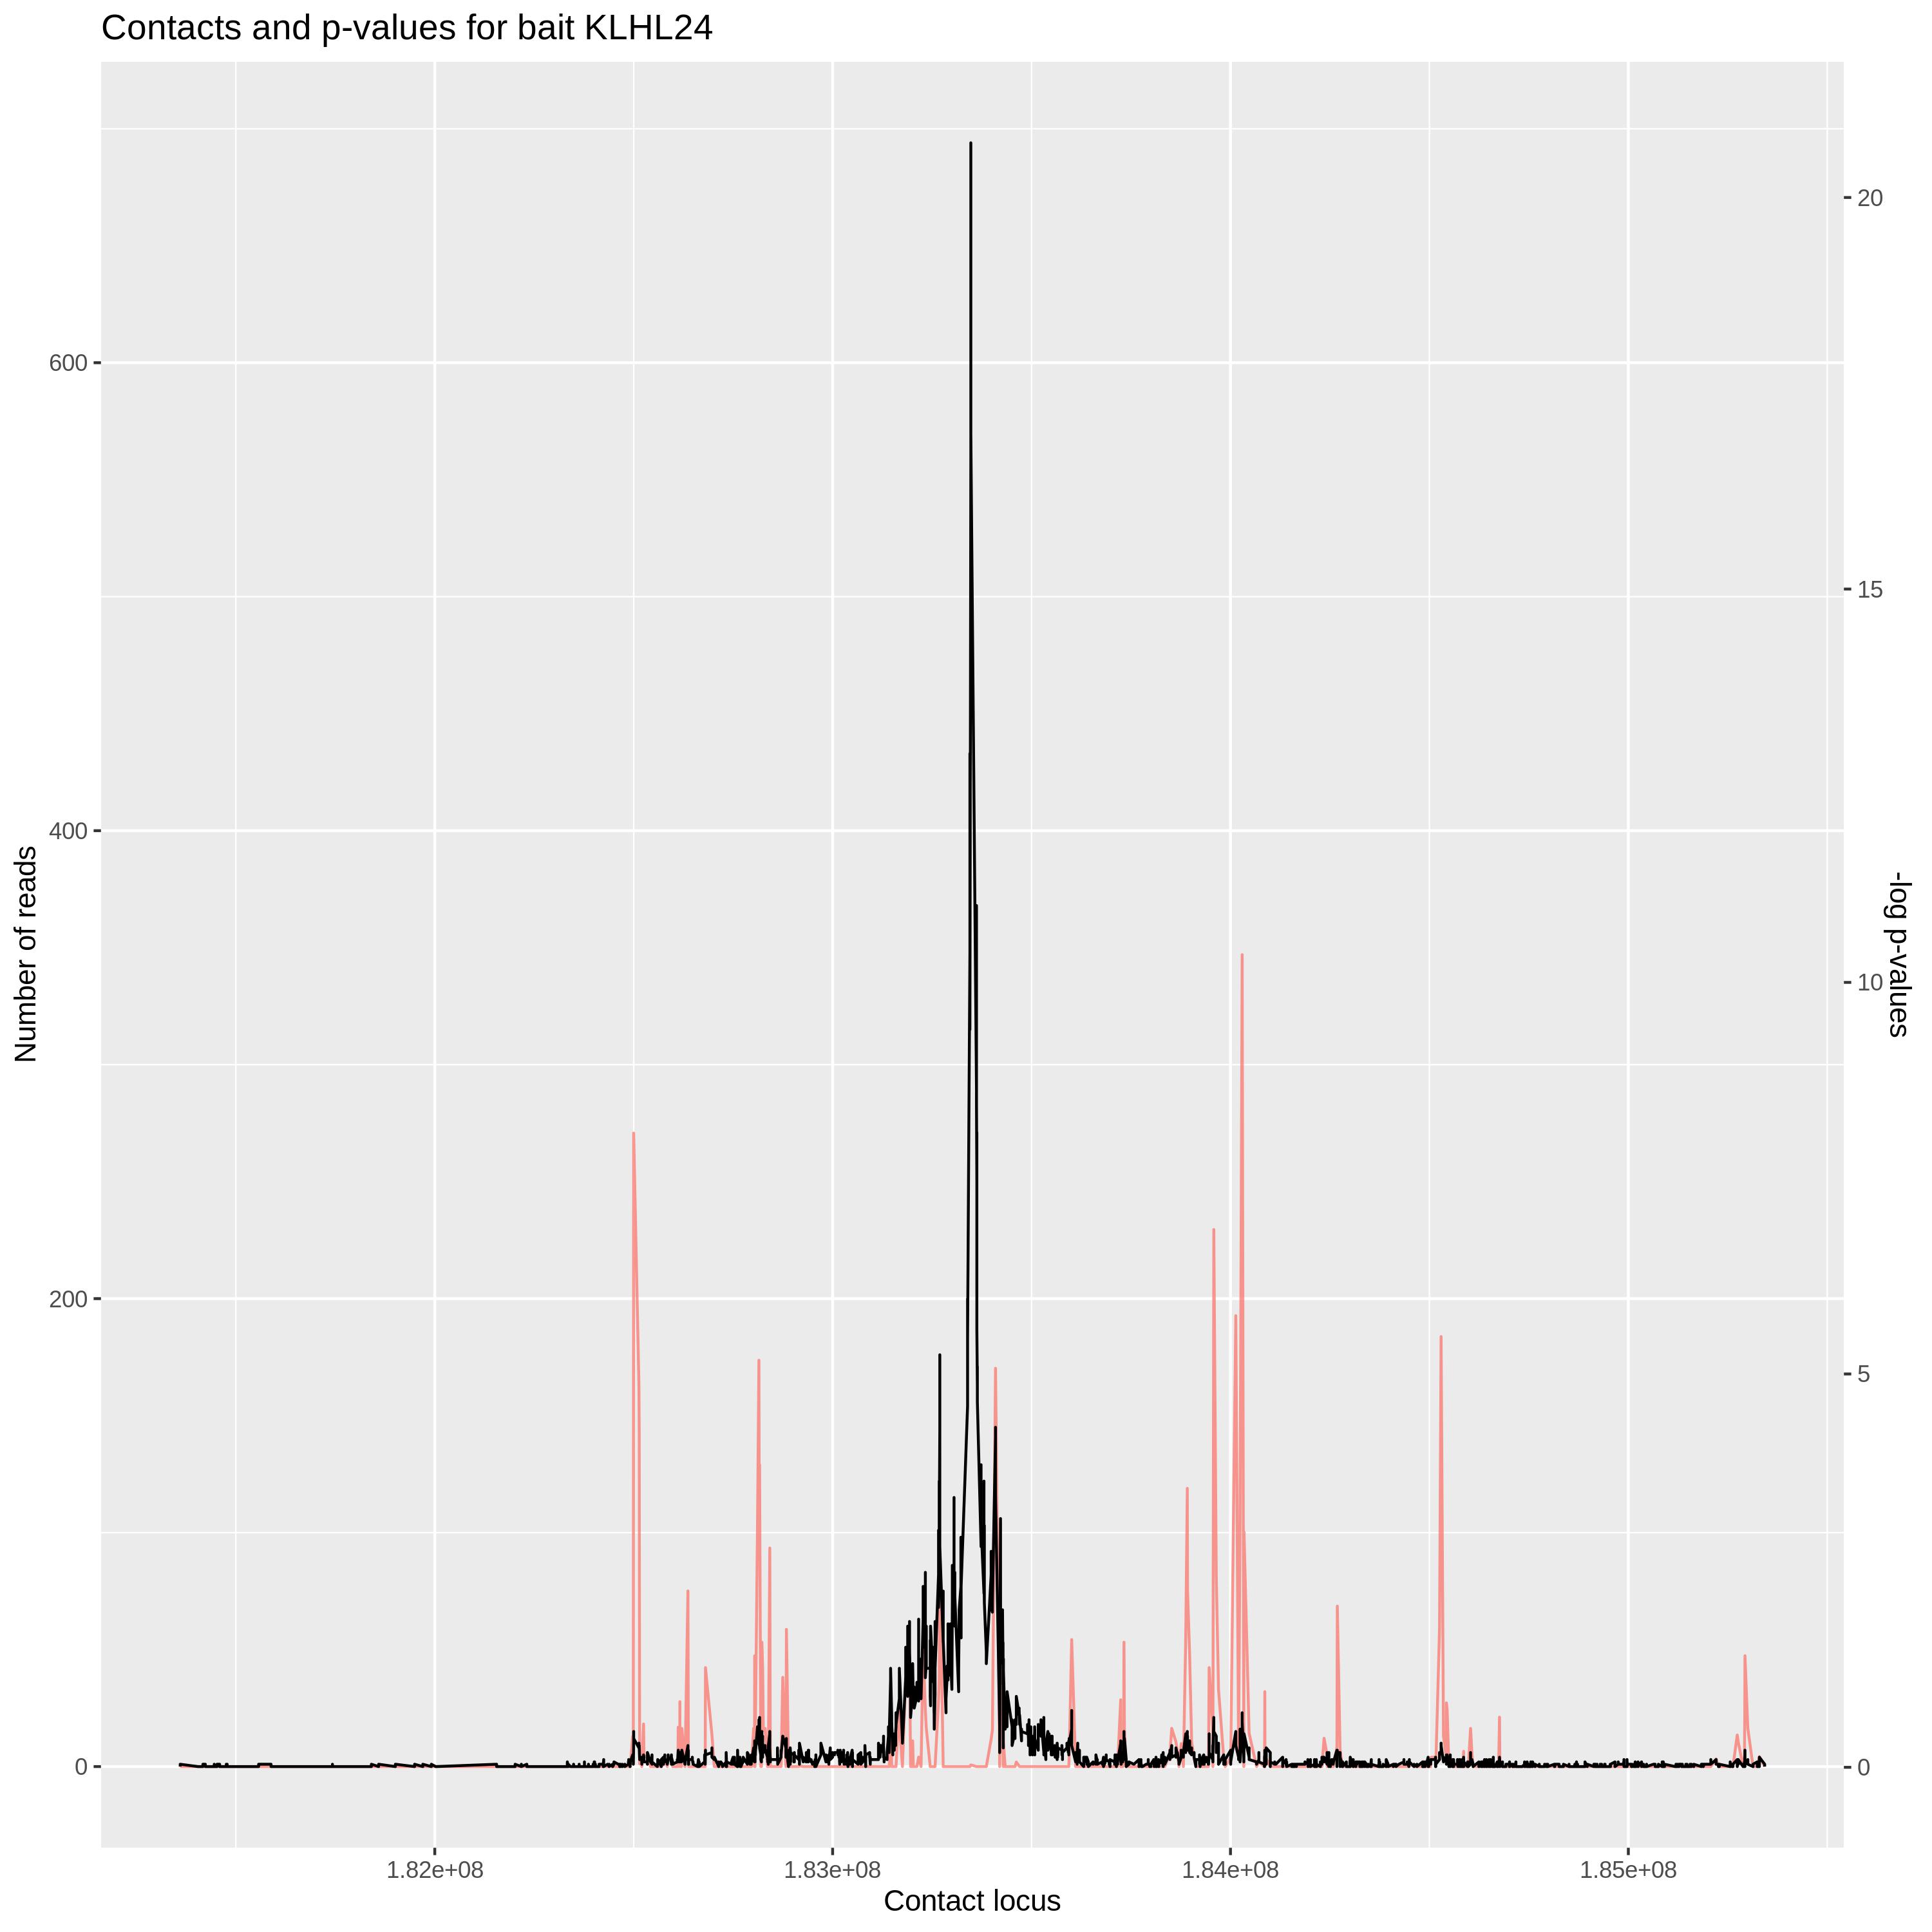 Contacts and p-values for bait KLHL24
Number of reads
600
400
200
0
20
15
10
5
0
-log p-values
1.82e+08
1.83e+08
1.84e+08
1.85e+08
Contact locus